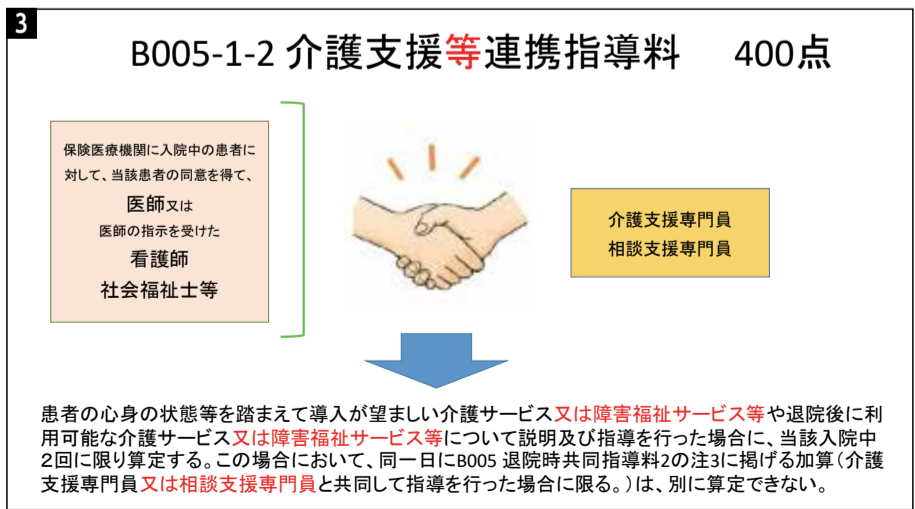 3
B005-1-2 介護支援等連携指導料　400点
保険医療機関に入院中の患者に
対して、当該患者の同意を得て、
医師又は
医師の指示を受けた
看護師
社会福祉士等
介護支援専門員
相談支援専門員
患者の心身の状態等を踏まえて導入が望ましい介護サービス又は障害福祉サービス等や退院後に利
用可能な介護サービス又は障害福祉サービス等について説明及び指導を行った場合に、当該入院中
２回に限り算定する。この場合において、同一日にB005 退院時共同指導料2の注3に掲げる加算（介護
支援専門員又は相談支援専門員と共同して指導を行った場合に限る。）は、別に算定できない。